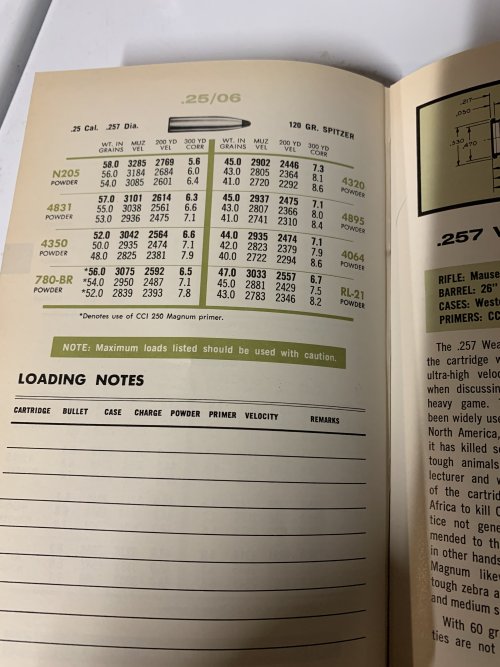 .25/06
.25 Cal. .257 Dia. 120 GR. SPITZER
WT. IN GRAINS MUZ VEL 200 YD VEL 300 YD CORR WT. IN GRAINS MUZ VEL 200 YD VEL 300 YD CORR
N205 POWDER 58.0 3285 2769 5.6 45.0 2902 2446 7.3 4320 POWDER
56.0 3184 2684 6.0 43.0 2805 2364 8.1
54.0 3085 2601 6.4 41.0 2720 2292 8.6
4831 POWDER 57.0 3101 2614 6.3 45.0 2937 2475 7.1 4895 POWDER
55.0 3038 2561 6.6 43.0 2807 2366 8.0
53.0 2936 2475 7.1 41.0 2741 2310 8.4
4350 POWDER 52.0 3042 2564 6.6 44.0 2935 2474 7.1 4064 POWDER
50.0 2935 2474 7.1 42.0 2823 2379 7.9
48.0 2825 2381 7.9 40.0 2722 2294 8.6
780-BR POWDER *56.0 3075 2592 6.5 47.0 3033 2557 6.7 RL-21 POWDER
*54.0 2950 2487 7.1 45.0 2881 2429 7.5
*52.0 2839 2393 7.8 43.0 2783 2346 8.2
*Denotes use of CCI 250 Magnum primer.
NOTE: Maximum loads listed should be used with caution.
LOADING NOTES
CARTRIDGE BULLET CASE CHARGE POWDER PRIMER VELOCITY REMARKS
.217
.050
.530 .470
.257
RIFLE: Mause
BARREL: 26"
CASES: West
PRIMERS: CC
The .257 Wea
the cartridge w
ultra-high veloc
when discussin
heavy game.
been widely use
North America,
it has killed s
tough animals
lecturer and w
of the cartrid
Africa to kill C
tice not gene
mended to th
in other hands
Magnum like
tough zebra a
and medium s
With 60 gr
ties are not